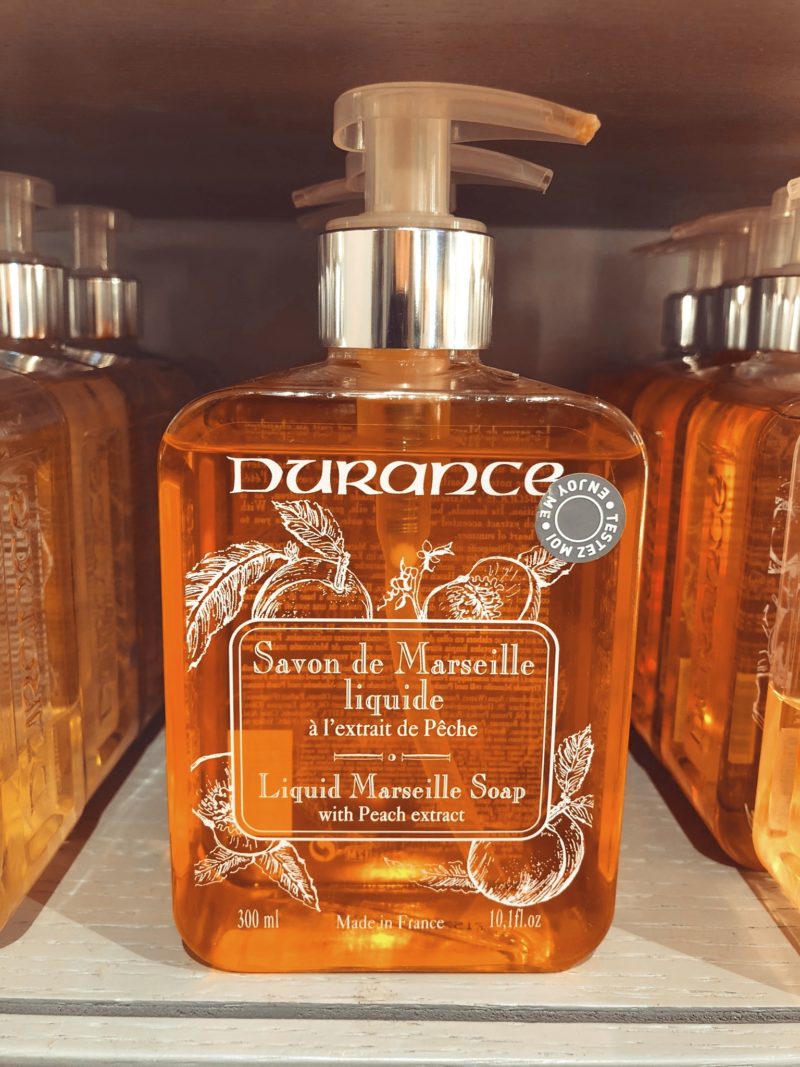 DURANCE
TESTEZ MOI • ENJOY ME •
Savon de Marseille
liquide
à l'extrait de Pêche
Liquid Marseille Soap
with Peach extract
300 ml
Made in France
10,1fl.oz